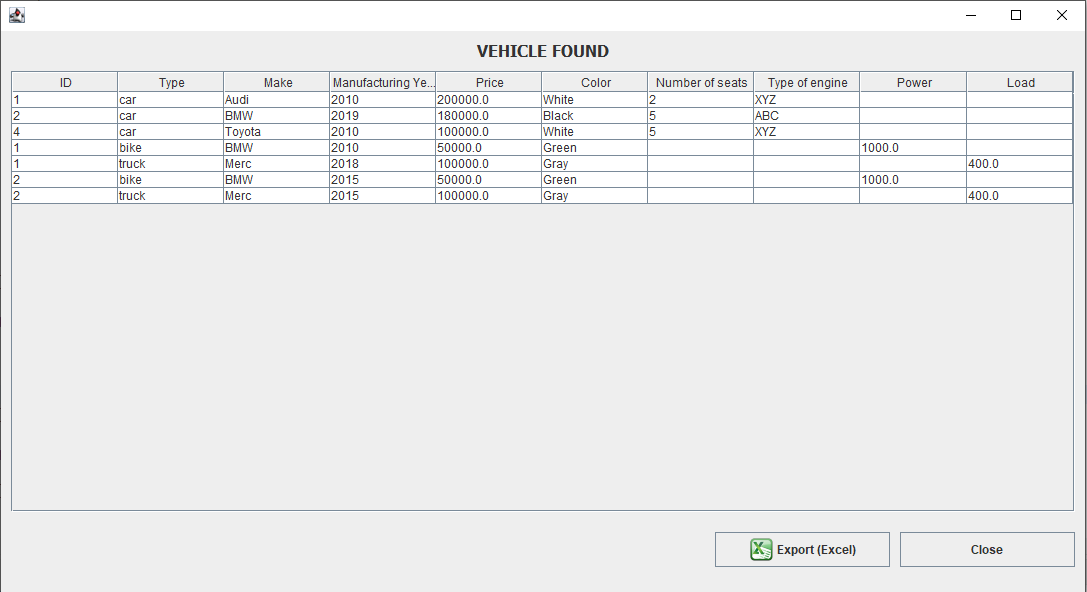 VEHICLE FOUND
ID Type Make Manufacturing Ye... Price Color Number of seats Type of engine Power Load
1 car Audi 2010 200000.0 White 2 XYZ
2 car BMW 2019 180000.0 Black 5 ABC
4 car Toyota 2010 100000.0 White 5 XYZ
1 bike BMW 2010 50000.0 Green 1000.0
1 truck Merc 2018 100000.0 Gray 400.0
2 bike BMW 2015 50000.0 Green 1000.0
2 truck Merc 2015 100000.0 Gray 400.0
Export (Excel) Close